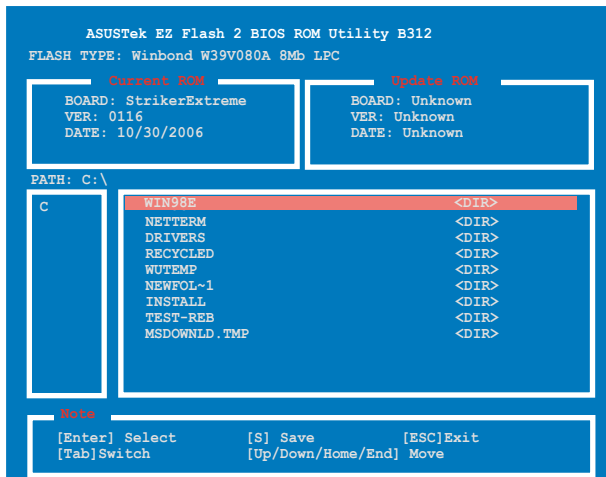 ASUSTek EZ Flash 2 BIOS ROM Utility B312
FLASH TYPE: Winbond W39V080A 8Mb LPC
Current ROM
BOARD: StrikerExtreme
VER: 0116
DATE: 10/30/2006
Update ROM
BOARD: Unknown
VER: Unknown
DATE: Unknown
PATH: C:\
C
WIN98E <DIR>
NETTERM <DIR>
DRIVERS <DIR>
RECYCLED <DIR>
WUTEMP <DIR>
NEWFOL~1 <DIR>
INSTALL <DIR>
TEST-REB <DIR>
MSDOWNLD.TMP <DIR>
Note
[Enter] Select [S] Save [ESC]Exit
[Tab]Switch [Up/Down/Home/End] Move